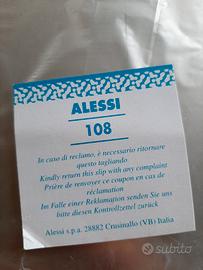 ALESSI
108
In caso di reclamo, è necessario ritornare
questo tagliando
Kindly return this slip with any complaint
Prière de renvoyer ce coupon en cas de
réclamation
Im Falle einer Reklamation senden Sie uns
bitte diesen Kontrollzettel zurück
Alessi s.p.a. 28882 Crusinallo (VB) Italia
subito